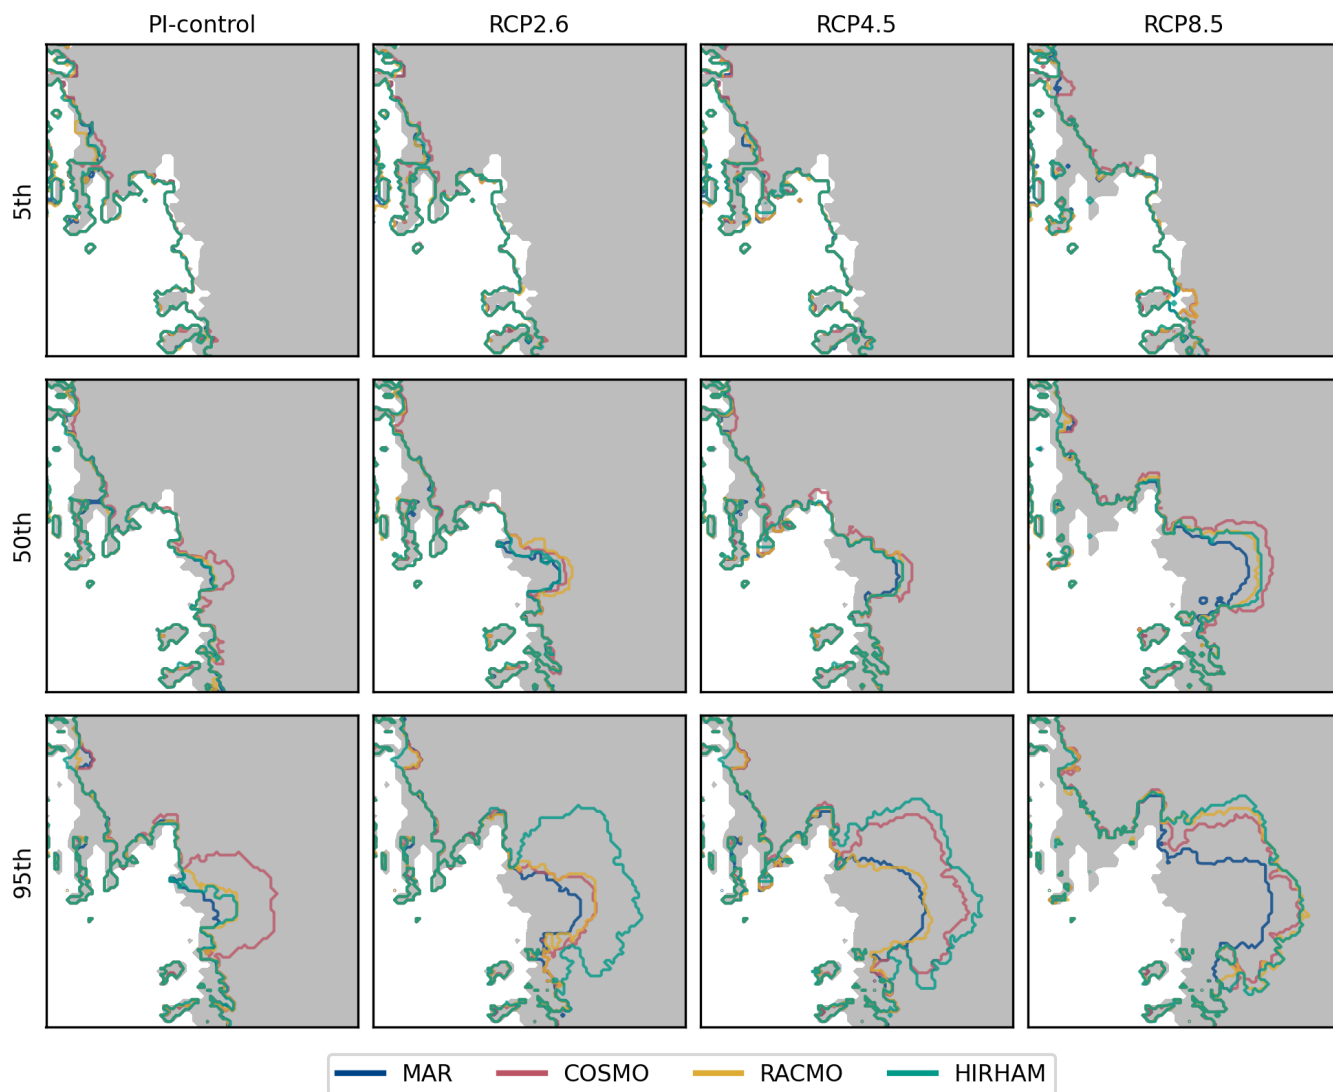 PI-control RCP2.6 RCP4.5 RCP8.5
5th
50th
95th
MAR COSMO RACMO HIRHAM